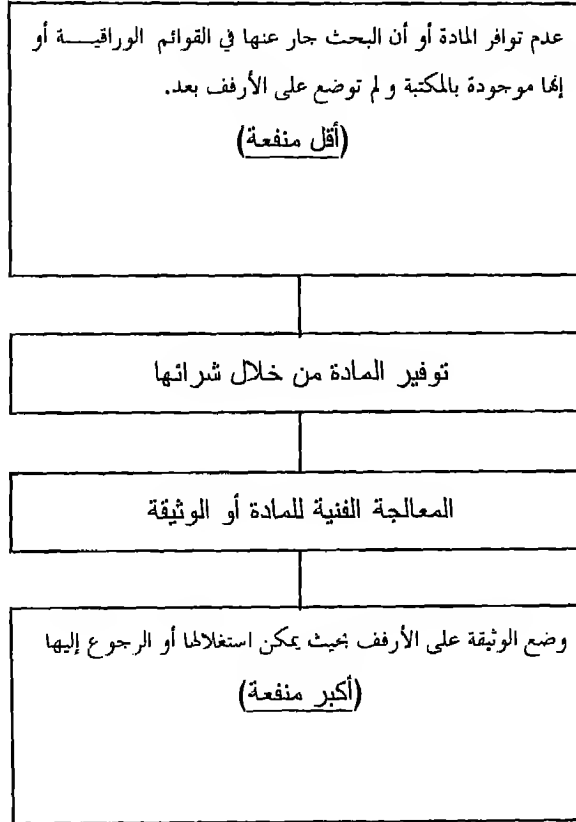 عدم توافر المادة أو أن البحث جار عنها في القوائم الوراقيـــة أو
إنها موجودة بالمكتبة و لم توضع على الأرفف بعد.
(أقل منفعة)
توفير المادة من خلال شرائها
المعالجة الفنية للمادة أو الوثيقة
وضع الوثيقة على الأرفف بحيث يمكن استغلالها أو الرجوع إليها
(أكبر منفعة)